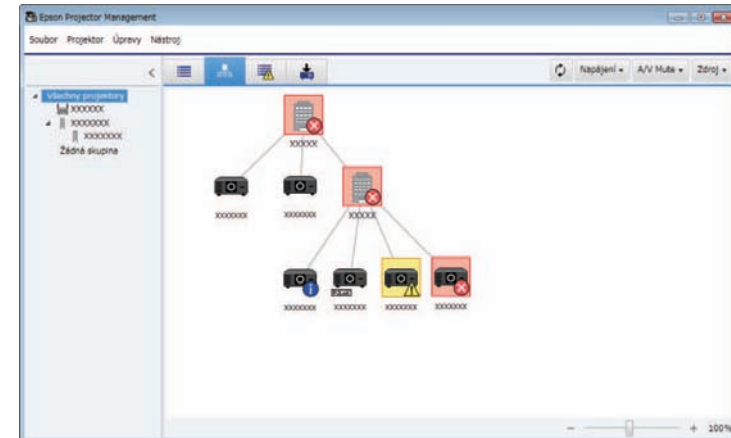 Epson Projector Management
Soubor Projektor Úpravy Nástroj
Napájení A/V Mute Zdroj
Všechny projektory
XXXXXX
XXXXXXX
XXXXXXX
Žádná skupina
XXXXX
XXXXXXX XXXXXXX XXXXX
XXXXXXX XXXXXXX XXXXXXX XXXXXXX
100%